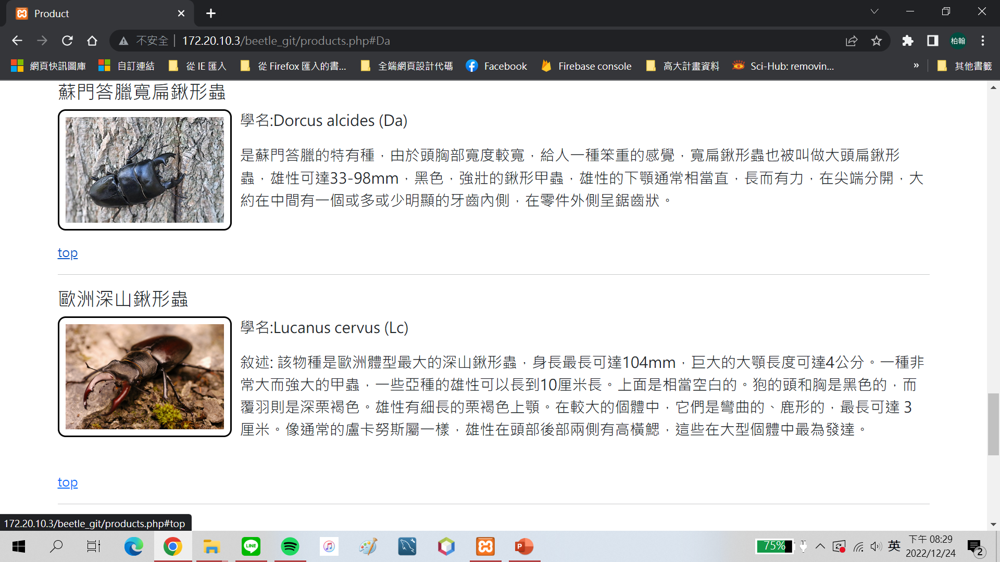 Product
不安全 172.20.10.3/beetle_git/products.php#Da
柏翰
網頁快訊圖庫 自訂連結 從 IE 匯入 從 Firefox 匯入的書... 全端網頁設計代碼 Facebook Firebase console 高大計畫資料 Sci-Hub: removin... » 其他書籤
蘇門答臘寬扁鍬形蟲
學名:Dorcus alcides (Da)
是蘇門答臘的特有種，由於頭胸部寬度較寬，給人一種笨重的感覺，寬扁鍬形蟲也被叫做大頭扁鍬形
蟲，雄性可達33-98mm，黑色，強壯的鍬形甲蟲，雄性的下顎通常相當直，長而有力，在尖端分開，大
約在中間有一個或多或少明顯的牙齒內側，在零件外側呈鋸齒狀。
top
歐洲深山鍬形蟲
學名:Lucanus cervus (Lc)
敘述: 該物種是歐洲體型最大的深山鍬形蟲，身長最長可達104mm，巨大的大顎長度可達4公分。一種非
常大而強大的甲蟲，一些亞種的雄性可以長到10厘米長。上面是相當空白的。狍的頭和胸是黑色的，而
覆羽則是深栗褐色。雄性有細長的栗褐色上顎。在較大的個體中，它們是彎曲的、鹿形的，最長可達 3
厘米。像通常的盧卡努斯屬一樣，雄性在頭部後部兩側有高橫鰓，這些在大型個體中最為發達。
top
172.20.10.3/beetle_git/products.php#top
LINE
P
75%
英
下午 08:29
2022/12/24
2